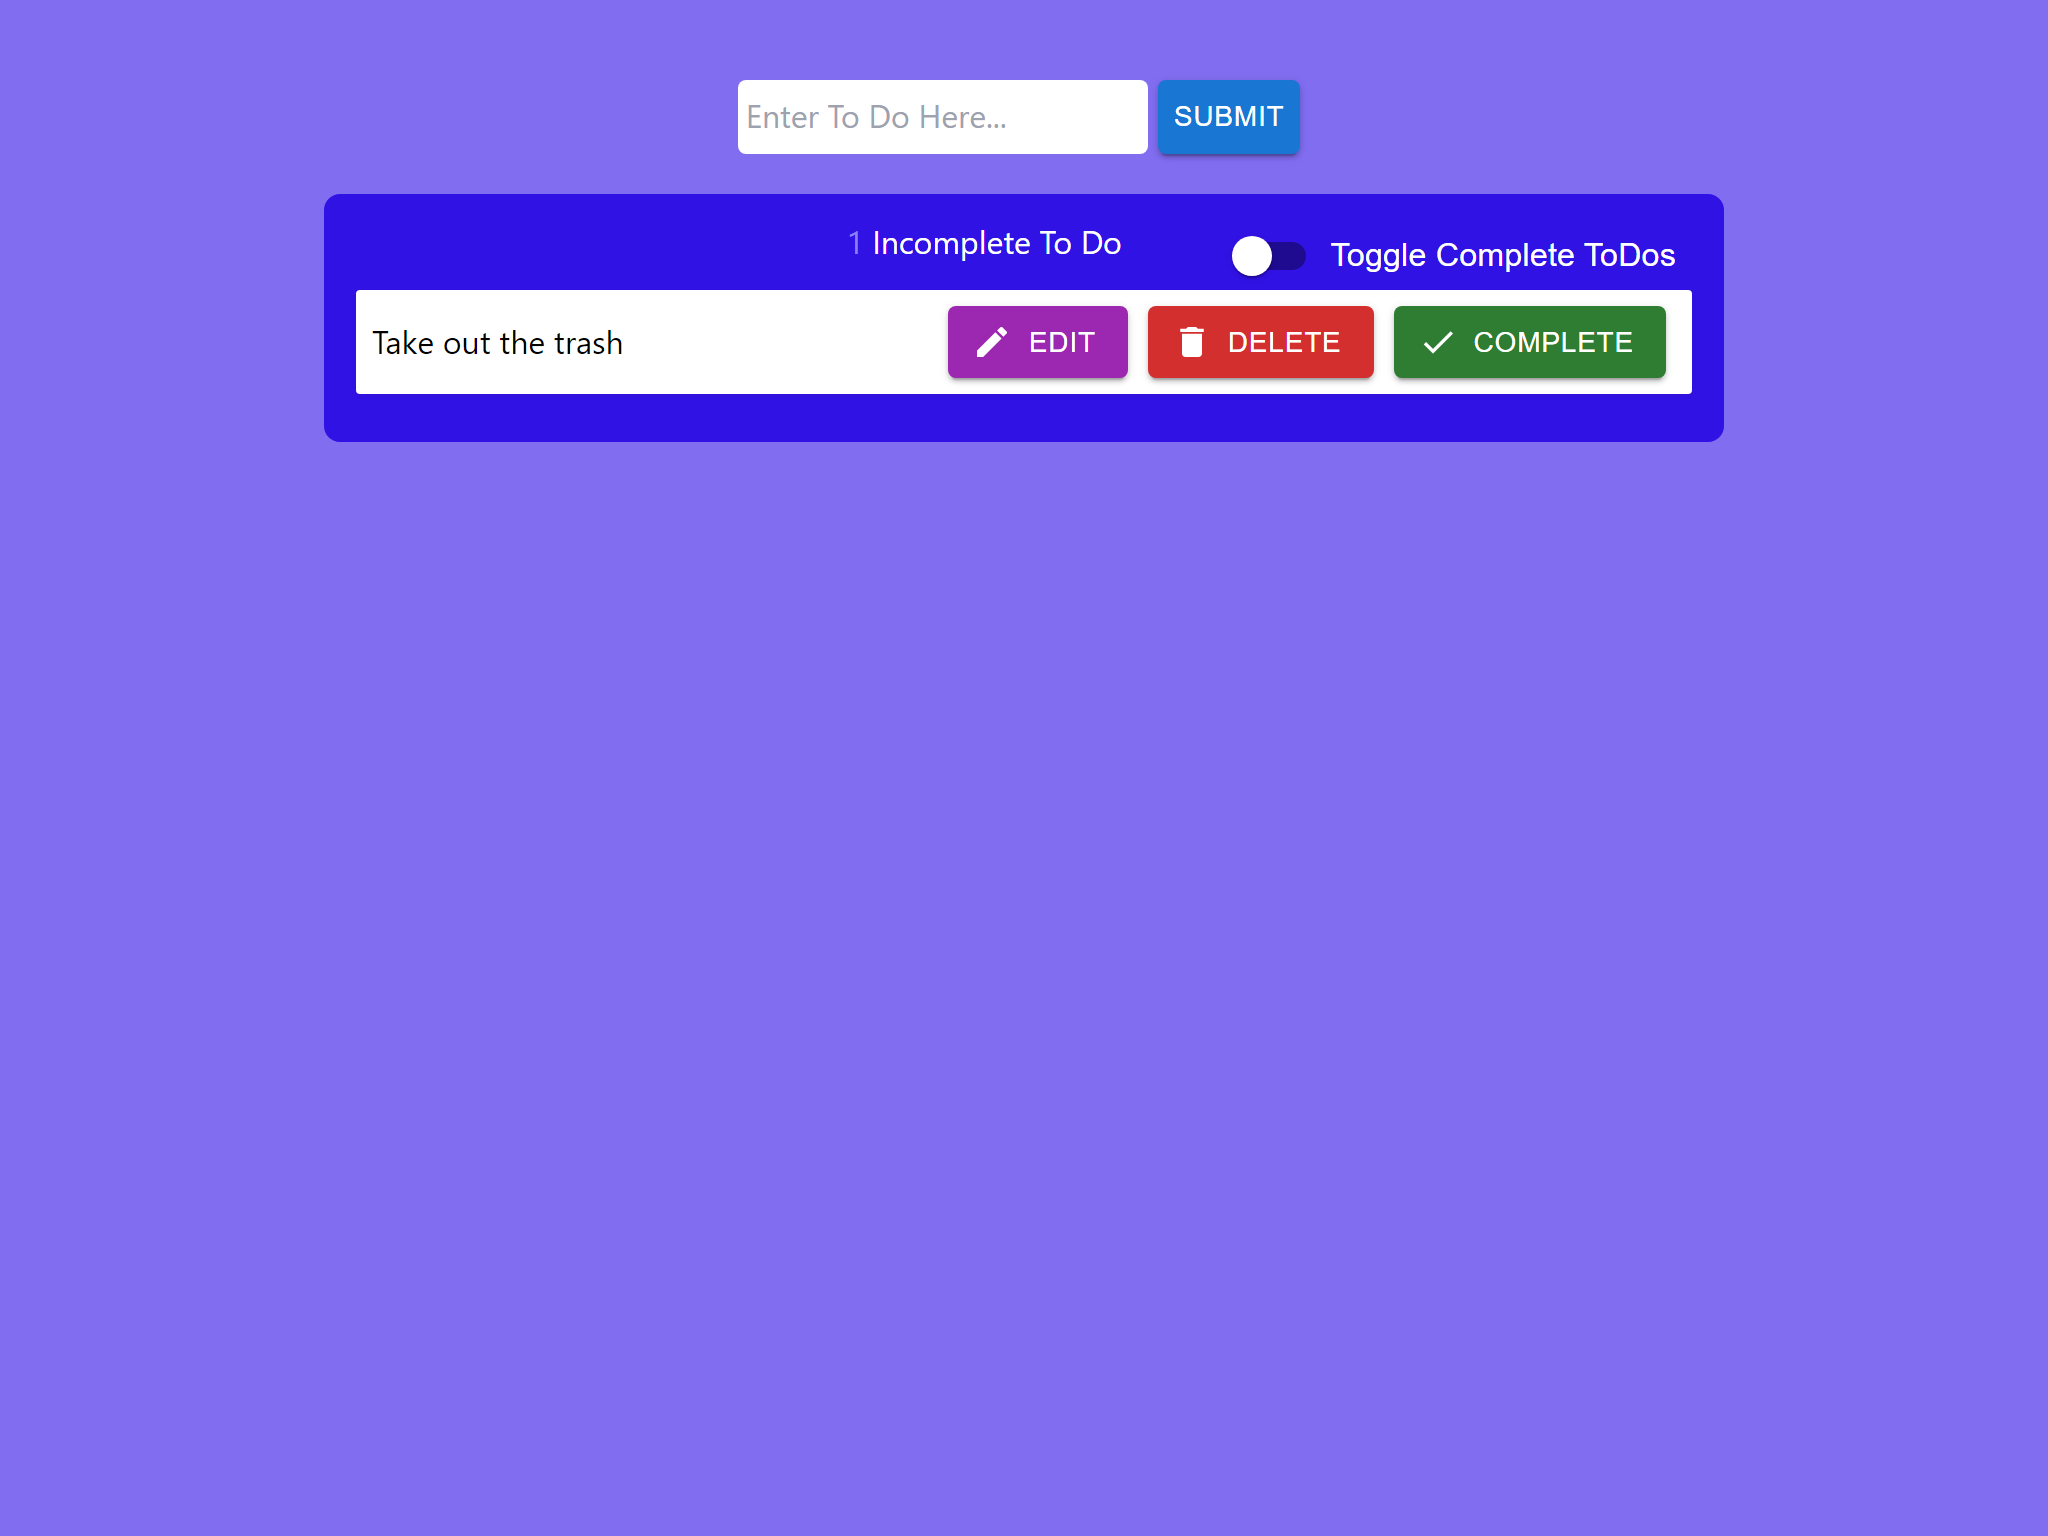 Enter To Do Here...
SUBMIT
1 Incomplete To Do
Toggle Complete ToDos
Take out the trash
EDIT
DELETE
COMPLETE